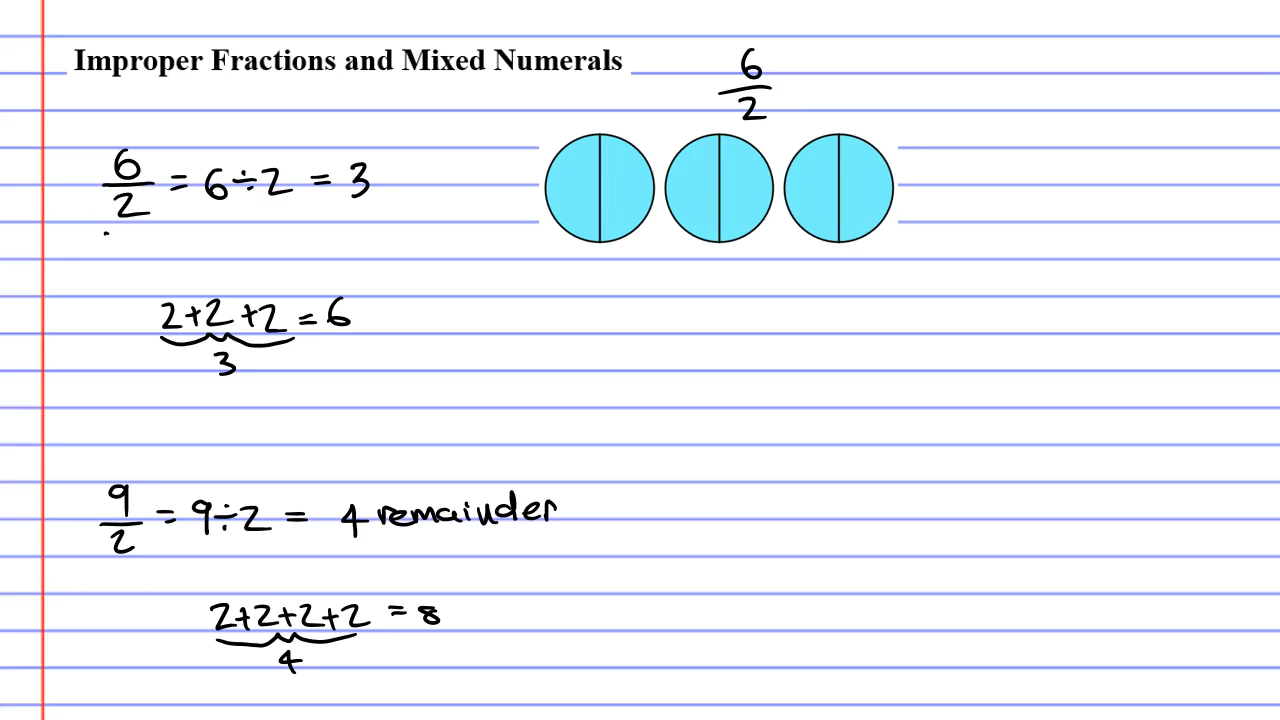 Improper Fractions and Mixed Numerals
6/2
6/2 = 6÷2 = 3
2+2+2 = 6
3
9/2 = 9÷2 = 4 remainder
2+2+2+2 = 8
4